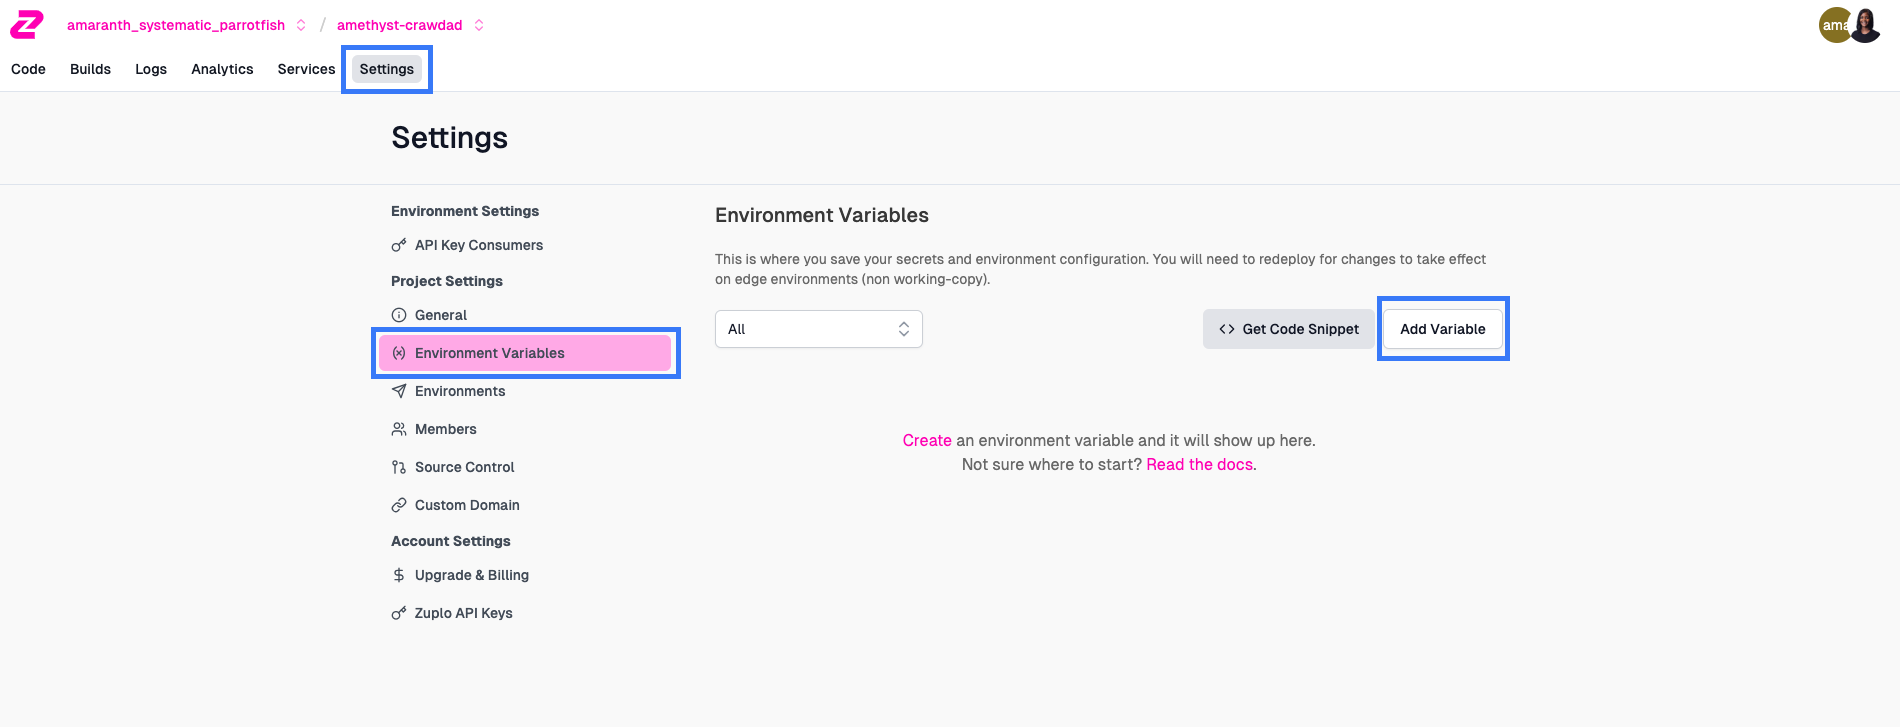 amaranth_systematic_parrotfish / amethyst-crawdad
ama
Code Builds Logs Analytics Services Settings
Settings
Environment Settings
API Key Consumers
Project Settings
General
Environment Variables
Environments
Members
Source Control
Custom Domain
Account Settings
Upgrade & Billing
Zuplo API Keys
Environment Variables
This is where you save your secrets and environment configuration. You will need to redeploy for changes to take effect
on edge environments (non working-copy).
All
Get Code Snippet
Add Variable
Create an environment variable and it will show up here.
Not sure where to start? Read the docs.